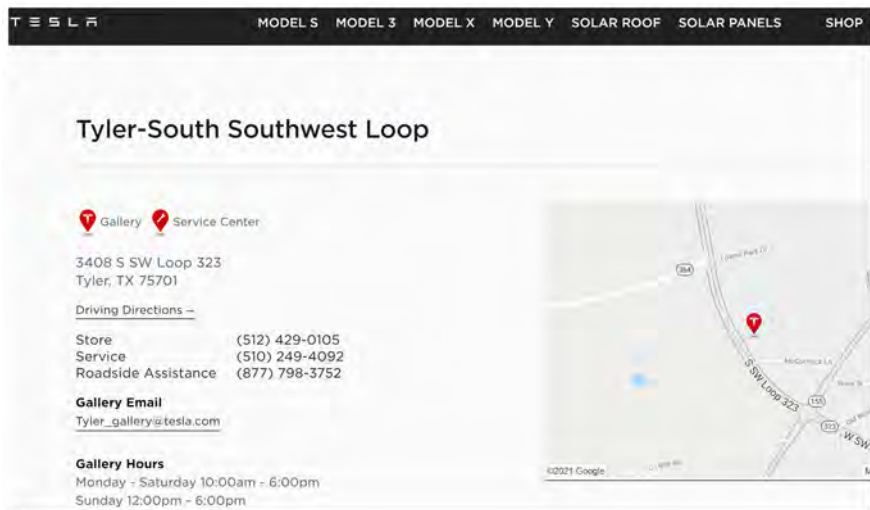 TESLA MODEL S MODEL 3 MODEL X MODEL Y SOLAR ROOF SOLAR PANELS SHOP
Tyler-South Southwest Loop
Gallery Service Center
3408 S SW Loop 323
Tyler, TX 75701
Driving Directions –
Store (512) 429-0105
Service (510) 249-4092
Roadside Assistance (877) 798-3752
Gallery Email
Tyler_gallery@tesla.com
Gallery Hours
Monday - Saturday 10:00am - 6:00pm
Sunday 12:00pm - 6:00pm
364
McCormick Ln
S SW Loop 323
155
323
W SW
©2021 Google
M